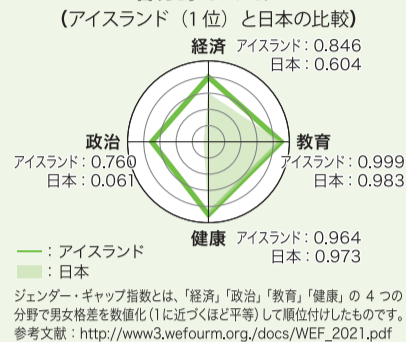 (アイスランド(1位)と日本の比較)
経済 アイスランド:0.846
日本:0.604
政治
アイスランド:0.760
日本:0.061
教育
アイスランド:0.999
日本:0.983
健康 アイスランド:0.964
日本:0.973
:アイスランド
:日本
ジェンダー・ギャップ指数とは、「経済」「政治」「教育」「健康」の 4 つの
分野で男女格差を数値化(1に近づくほど平等)して順位付けしたものです。
参考文献:http://www3.wefourm.org./docs/WEF_2021.pdf